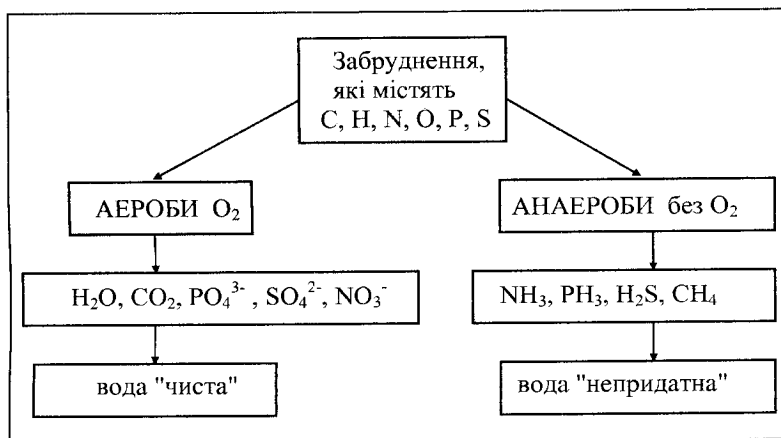 Забруднення,
які містять
C, H, N, O, P, S
АЕРОБИ O₂
АНАЕРОБИ без O₂
H₂O, CO₂, PO₄³⁻ , SO₄²⁻, NO₃⁻
NH₃, PH₃, H₂S, CH₄
вода "чиста"
вода "непридатна"